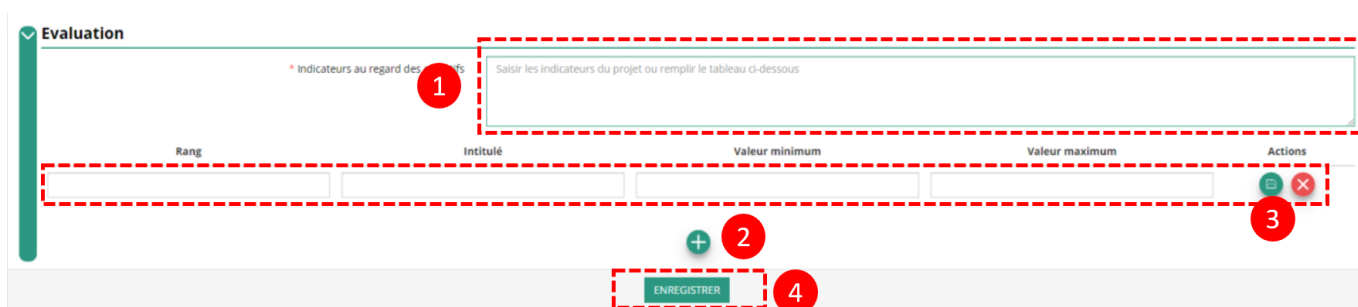 Evaluation
* Indicateurs au regard des
fs
1
Saisir les indicateurs du projet ou remplir le tableau ci-dessous
Rang Intitulé Valeur minimum Valeur maximum Actions
3
2
ENREGISTRER
4